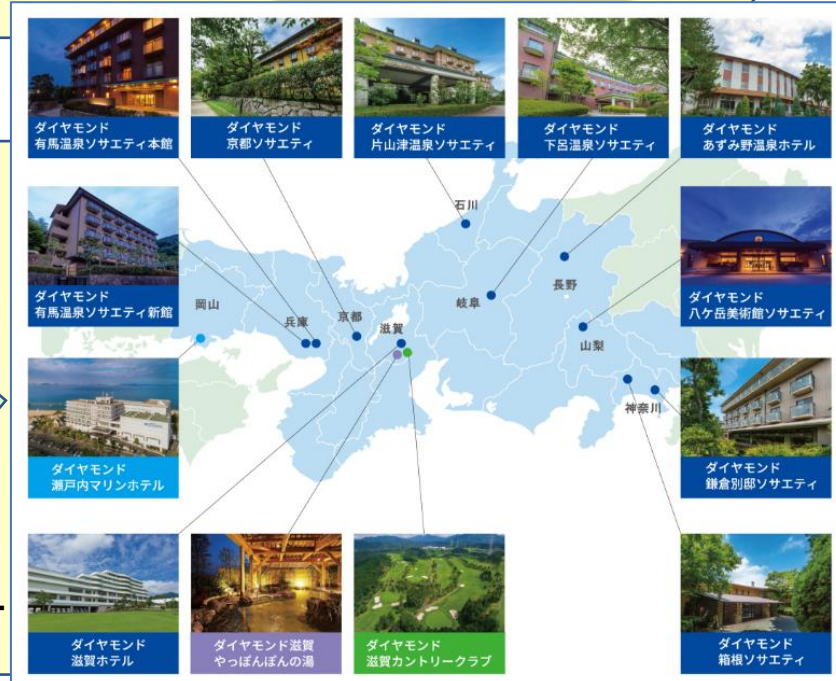 ダイヤモンド
有馬温泉ソサエティ本館
ダイヤモンド
京都ソサエティ
ダイヤモンド
片山津温泉ソサエティ
ダイヤモンド
下呂温泉ソサエティ
ダイヤモンド
あずみ野温泉ホテル
ダイヤモンド
有馬温泉ソサエティ新館
石川
岡山
兵庫
京都
滋賀
岐阜
長野
山梨
神奈川
ダイヤモンド
八ケ岳美術館ソサエティ
ダイヤモンド
瀬戸内マリンホテル
ダイヤモンド
鎌倉別邸ソサエティ
ダイヤモンド
滋賀ホテル
ダイヤモンド滋賀
やっぽんぽんの湯
ダイヤモンド
滋賀カントリークラブ
ダイヤモンド
箱根ソサエティ